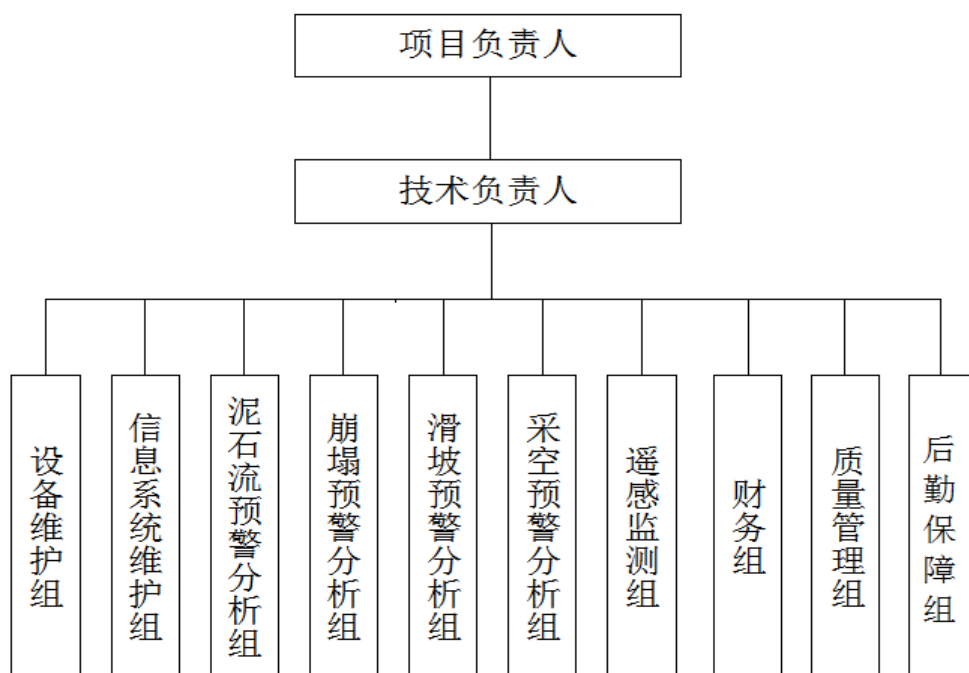 项目负责人
技术负责人
设备维护组
信息系统维护组
泥石流预警分析组
崩塌预警分析组
滑坡预警分析组
采空预警分析组
遥感监测组
财务组
质量管理组
后勤保障组